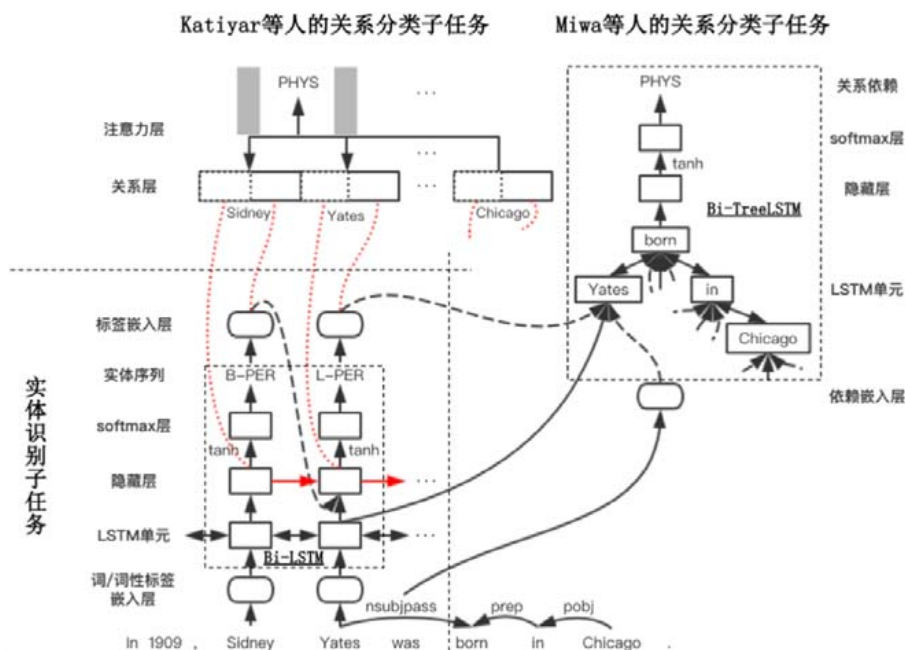 Katiyar等人的关系分类子任务
Miwa等人的关系分类子任务
注意力层
PHYS
...
...
关系层
...
Sidney
Yates
Chicago
PHYS
关系依赖
softmax层
tanh
隐藏层
Bi-TreeLSTM
born
Yates
in
LSTM单元
Chicago
依赖嵌入层
实体识别子任务
标签嵌入层
实体序列
B-PER
L-PER
softmax层
tanh
tanh
隐藏层
...
LSTM单元
...
Bi-LSTM
词/词性标签
嵌入层
nsubjpass
prep
pobj
In 1909 , Sidney Yates was born in Chicago .